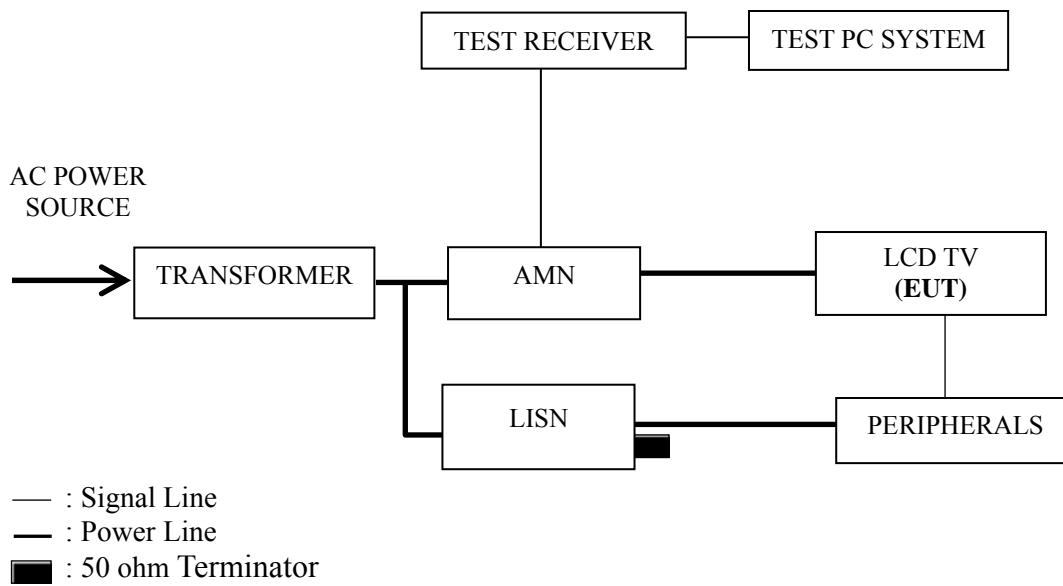 TEST RECEIVER
TEST PC SYSTEM
AC POWER
SOURCE
TRANSFORMER
AMN
LCD TV
(EUT)
LISN
PERIPHERALS
: Signal Line
: Power Line
: 50 ohm Terminator